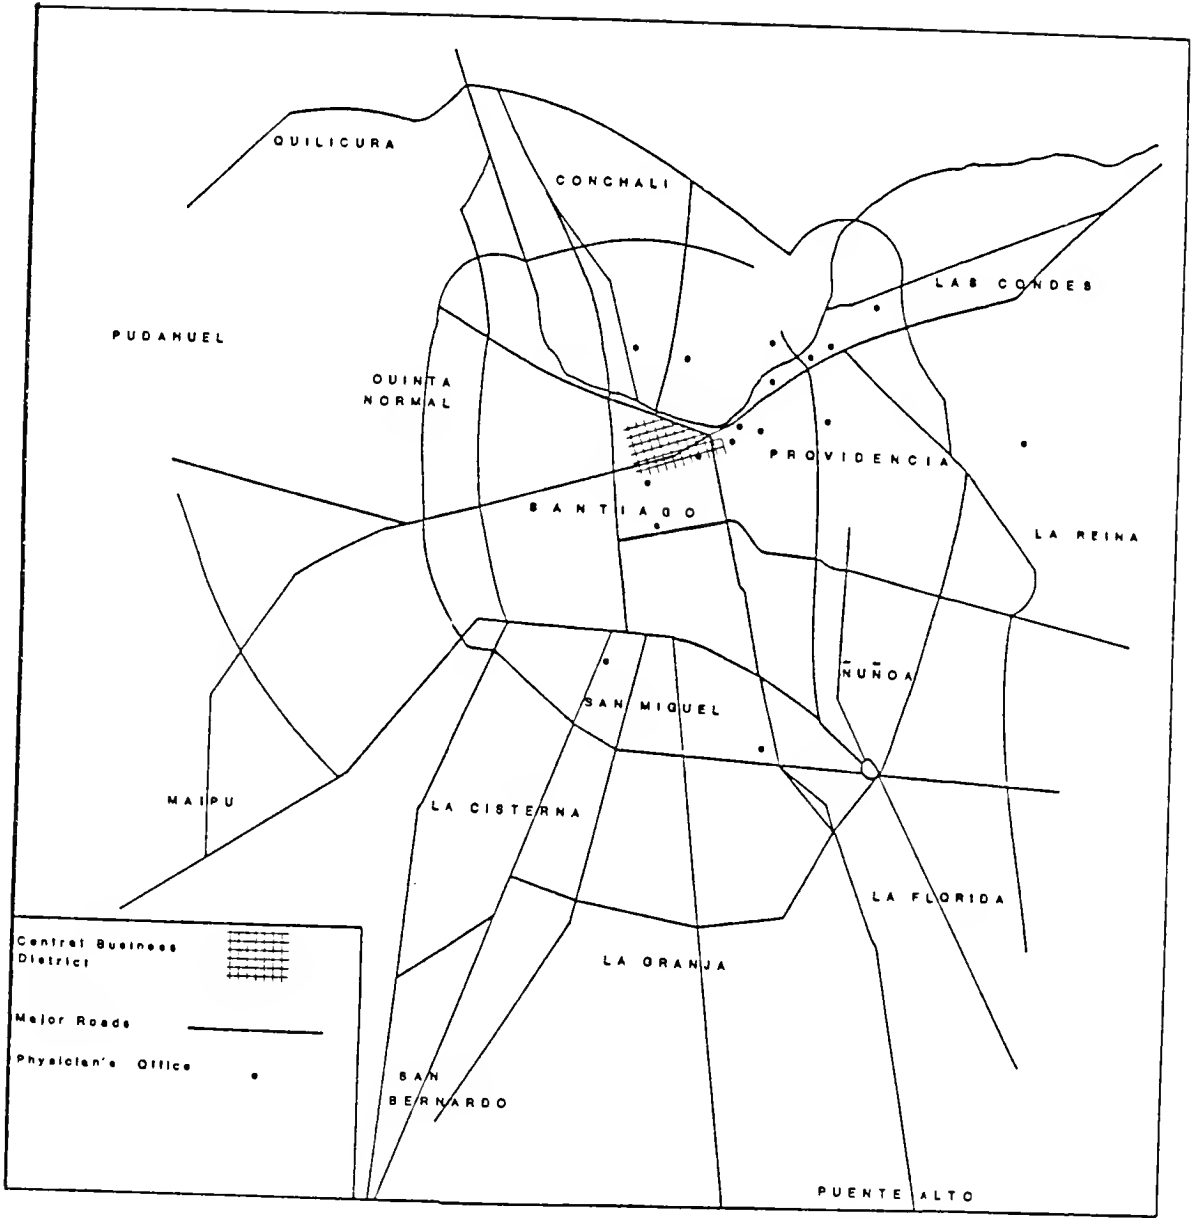 QUILICURA
CONCHALI
LAS CONDES
PUDAHUEL
QUINTA
NORMAL
PROVIDENCIA
SANTIAGO
LA REINA
ÑUÑOA
SAN MIGUEL
MAIPU
LA CISTERNA
LA FLORIDA
LA GRANJA
Central Business
District
Major Roads
Physician's Office
SAN
BERNARDO
PUENTE ALTO